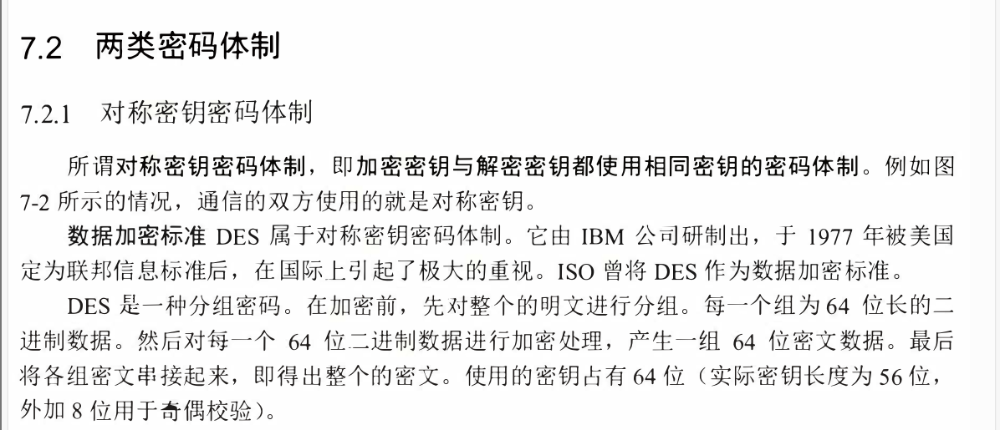 7.2 两类密码体制
7.2.1 对称密钥密码体制
所谓对称密钥密码体制，即加密密钥与解密密钥都使用相同密钥的密码体制。例如图
7-2 所示的情况，通信的双方使用的就是对称密钥。
数据加密标准 DES 属于对称密钥密码体制。它由 IBM 公司研制出，于 1977 年被美国
定为联邦信息标准后，在国际上引起了极大的重视。ISO 曾将 DES 作为数据加密标准。
DES 是一种分组密码。在加密前，先对整个的明文进行分组。每一个组为 64 位长的二
进制数据。然后对每一个 64 位二进制数据进行加密处理，产生一组 64 位密文数据。最后
将各组密文串接起来，即得出整个的密文。使用的密钥占有 64 位（实际密钥长度为 56 位，
外加 8 位用于奇偶校验）。